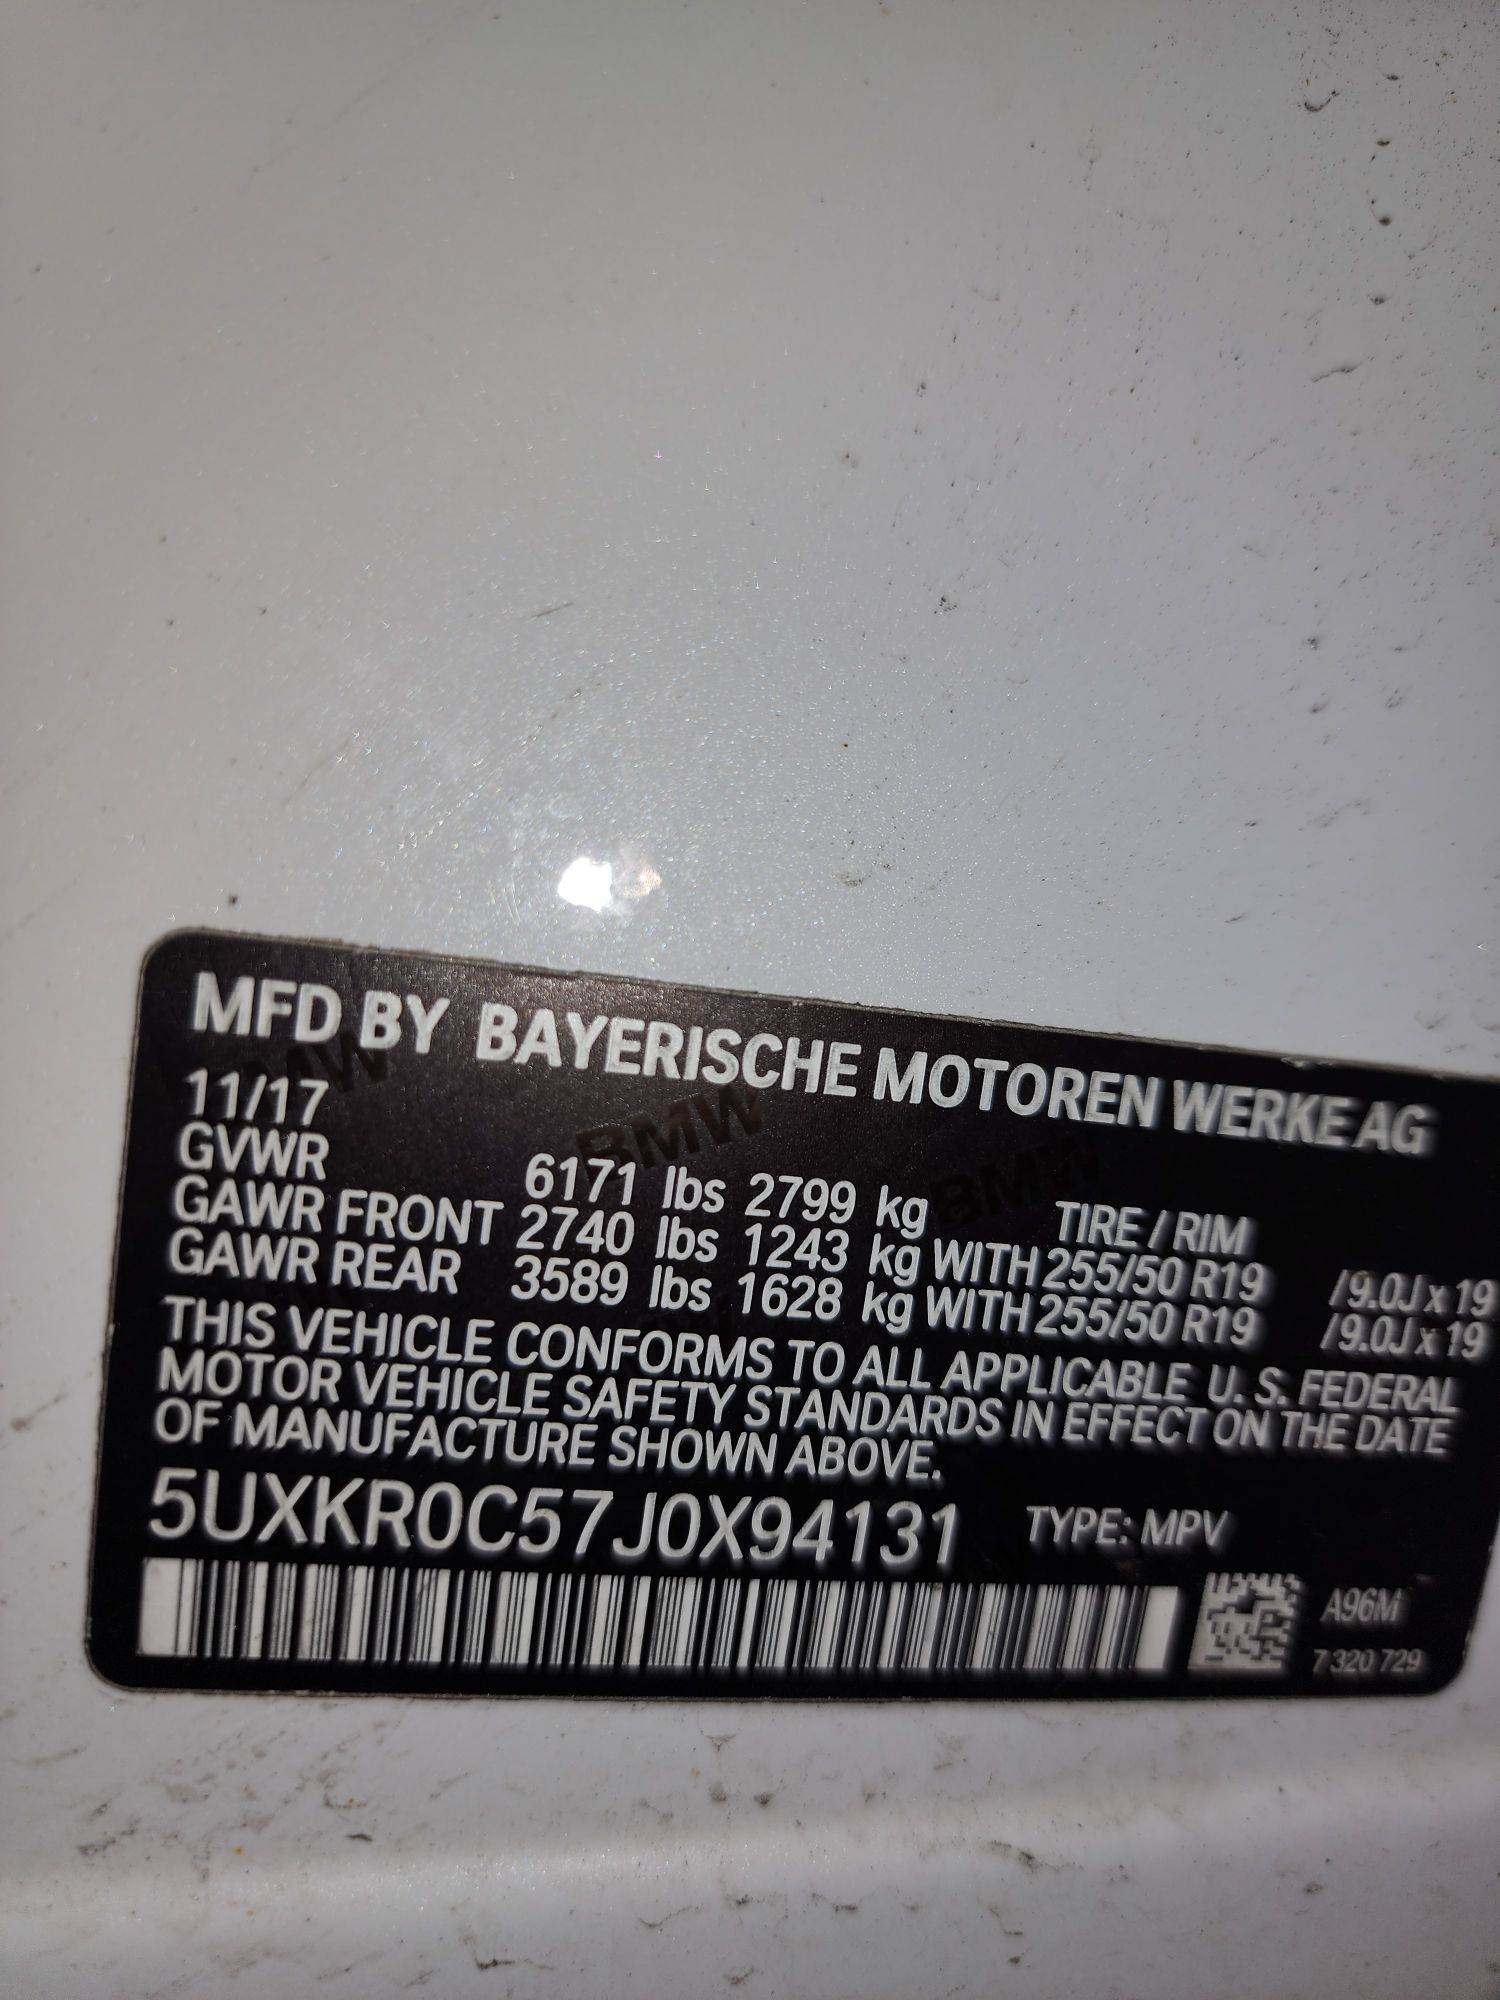 MFD BY BAYERISCHE MOTOREN WERKE AG
11/17
GVWR 6171 lbs 2799 kg TIRE / RIM
GAWR FRONT 2740 lbs 1243 kg WITH 255/50 R19 /9.0J x 19
GAWR REAR 3589 lbs 1628 kg WITH 255/50 R19 /9.0J x 19
THIS VEHICLE CONFORMS TO ALL APPLICABLE U. S. FEDERAL
MOTOR VEHICLE SAFETY STANDARDS IN EFFECT ON THE DATE
OF MANUFACTURE SHOWN ABOVE.
5UXKR0C57J0X94131 TYPE: MPV
A96M
7 320 729
BMW
BMW
BMW